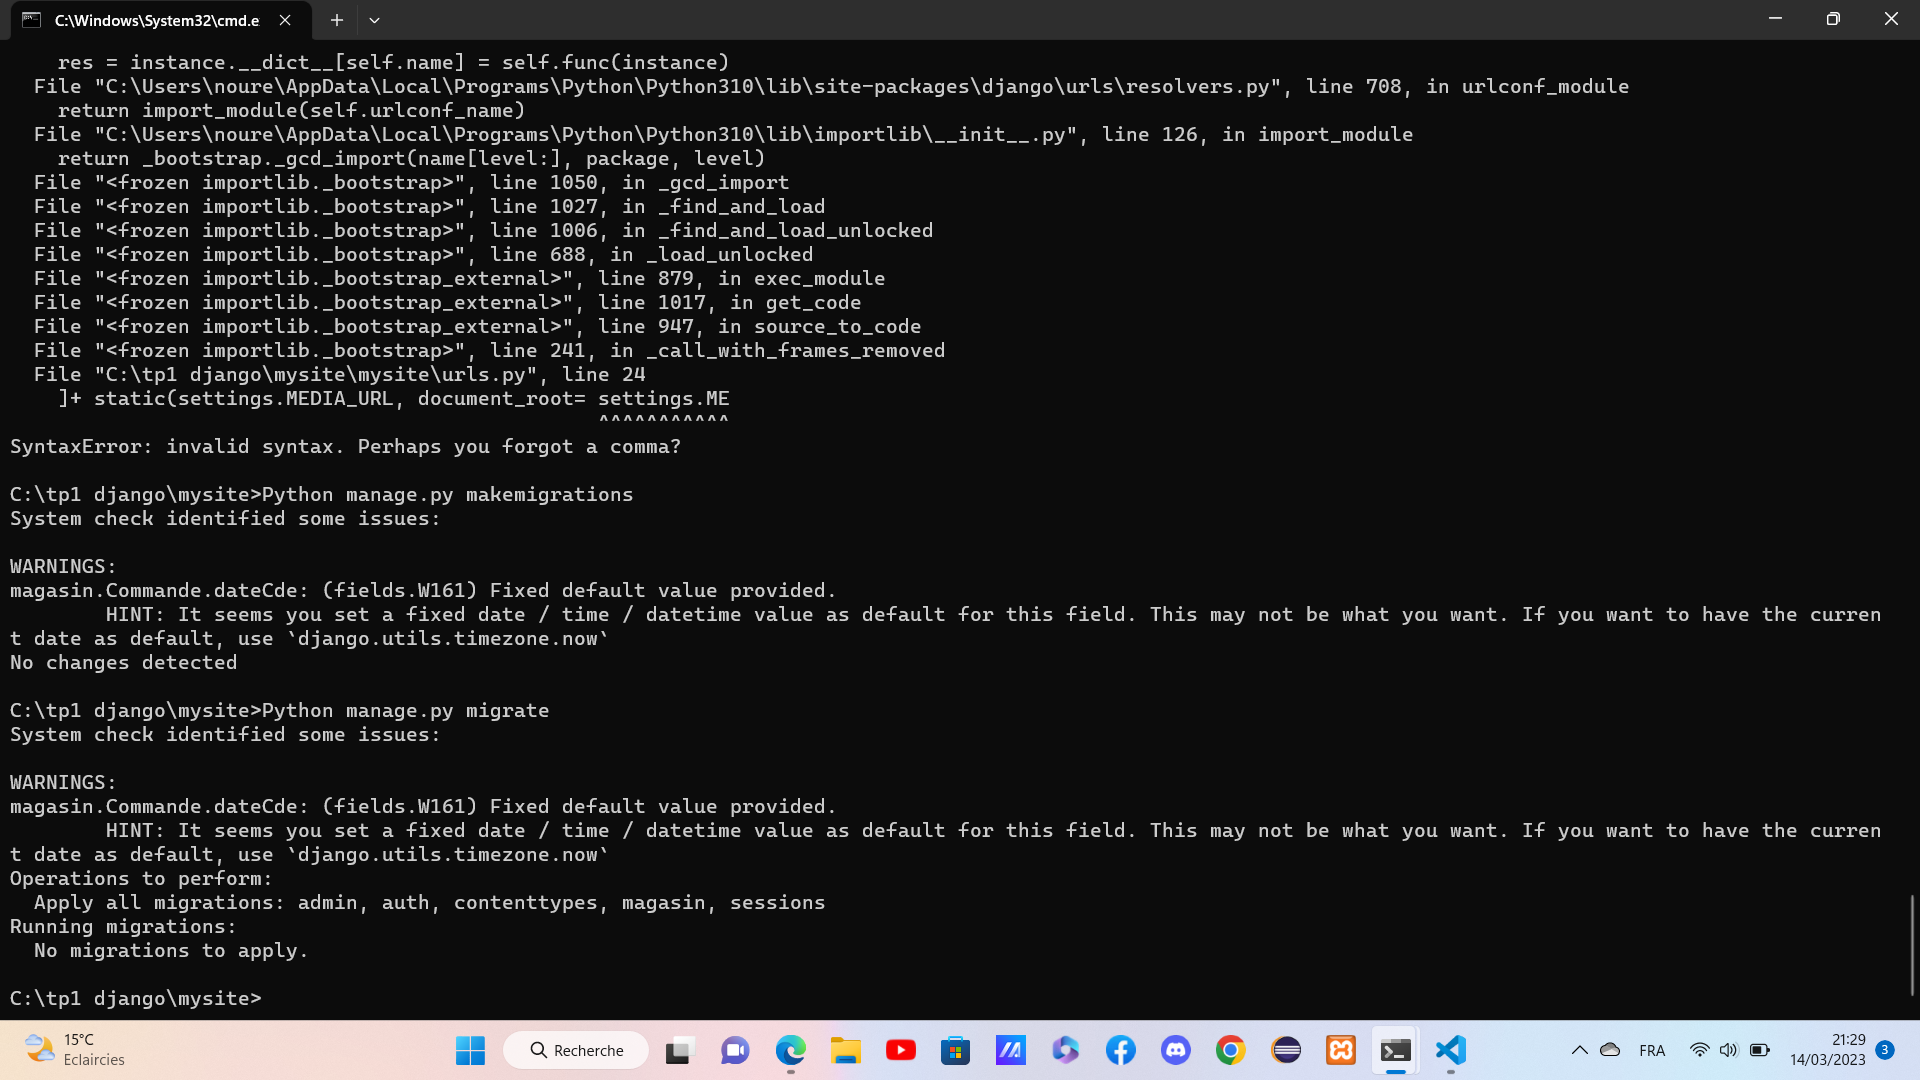 C:\Windows\System32\cmd.e
res = instance.__dict__[self.name] = self.func(instance)
File "C:\Users\noure\AppData\Local\Programs\Python\Python310\lib\site-packages\django\urls\resolvers.py", line 708, in urlconf_module
return import_module(self.urlconf_name)
File "C:\Users\noure\AppData\Local\Programs\Python\Python310\lib\importlib\__init__.py", line 126, in import_module
return _bootstrap._gcd_import(name[level:], package, level)
File "<frozen importlib._bootstrap>", line 1050, in _gcd_import
File "<frozen importlib._bootstrap>", line 1027, in _find_and_load
File "<frozen importlib._bootstrap>", line 1006, in _find_and_load_unlocked
File "<frozen importlib._bootstrap>", line 688, in _load_unlocked
File "<frozen importlib._bootstrap_external>", line 879, in exec_module
File "<frozen importlib._bootstrap_external>", line 1017, in get_code
File "<frozen importlib._bootstrap_external>", line 947, in source_to_code
File "<frozen importlib._bootstrap>", line 241, in _call_with_frames_removed
File "C:\tp1 django\mysite\mysite\urls.py", line 24
]+ static(settings.MEDIA_URL, document_root= settings.ME
^^^^^^^^^^^
SyntaxError: invalid syntax. Perhaps you forgot a comma?
C:\tp1 django\mysite>Python manage.py makemigrations
System check identified some issues:
WARNINGS:
magasin.Commande.dateCde: (fields.W161) Fixed default value provided.
HINT: It seems you set a fixed date / time / datetime value as default for this field. This may not be what you want. If you want to have the curren
t date as default, use `django.utils.timezone.now`
No changes detected
C:\tp1 django\mysite>Python manage.py migrate
System check identified some issues:
WARNINGS:
magasin.Commande.dateCde: (fields.W161) Fixed default value provided.
HINT: It seems you set a fixed date / time / datetime value as default for this field. This may not be what you want. If you want to have the curren
t date as default, use `django.utils.timezone.now`
Operations to perform:
Apply all migrations: admin, auth, contenttypes, magasin, sessions
Running migrations:
No migrations to apply.
C:\tp1 django\mysite>
15°C
Eclaircies
Recherche
FRA
21:29
14/03/2023
3